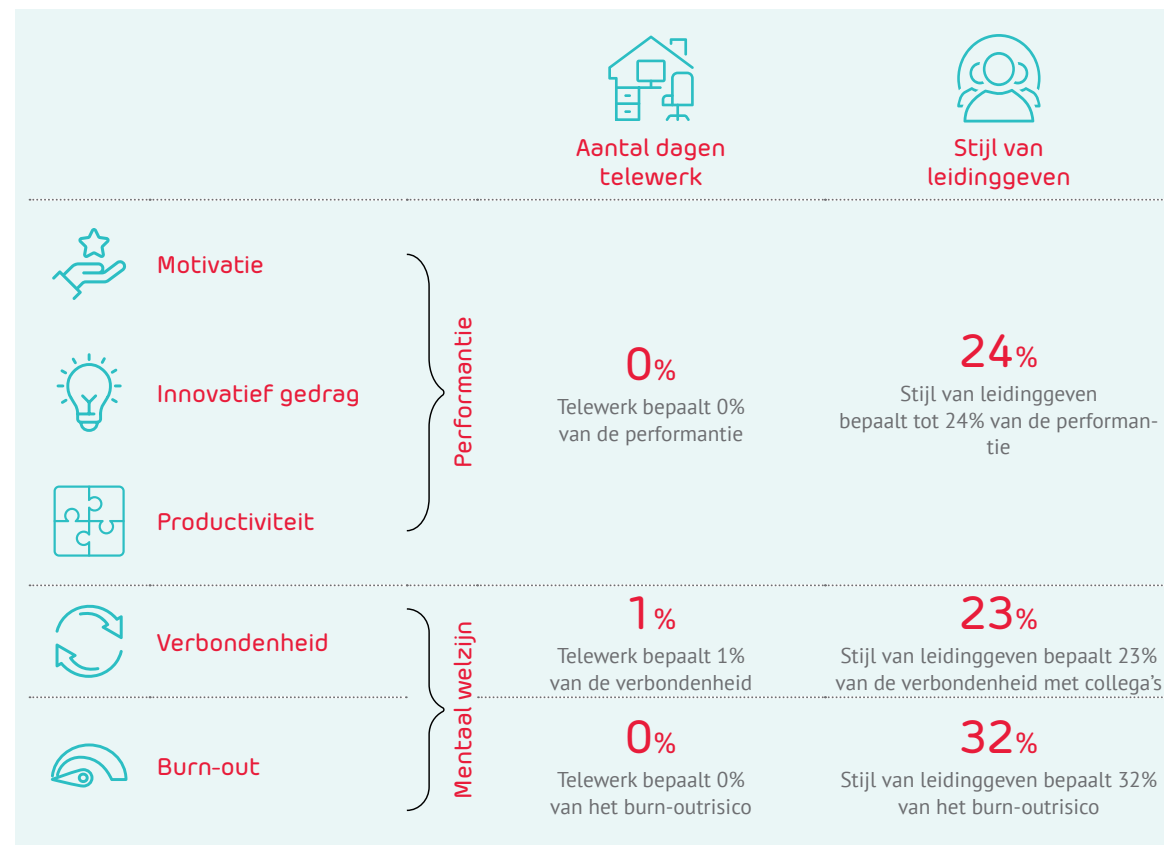 Aantal dagen
telewerk
Stijl van
leidinggeven
Motivatie
Innovatief gedrag
Productiviteit
Performantie
0%
Telewerk bepaalt 0%
van de performantie
24%
Stijl van leidinggeven
bepaalt tot 24% van de performan-
tie
Verbondenheid
Burn-out
Mentaal welzijn
1%
Telewerk bepaalt 1%
van de verbondenheid
23%
Stijl van leidinggeven bepaalt 23%
van de verbondenheid met collega's
0%
Telewerk bepaalt 0%
van het burn-outrisico
32%
Stijl van leidinggeven bepaalt 32%
van het burn-outrisico